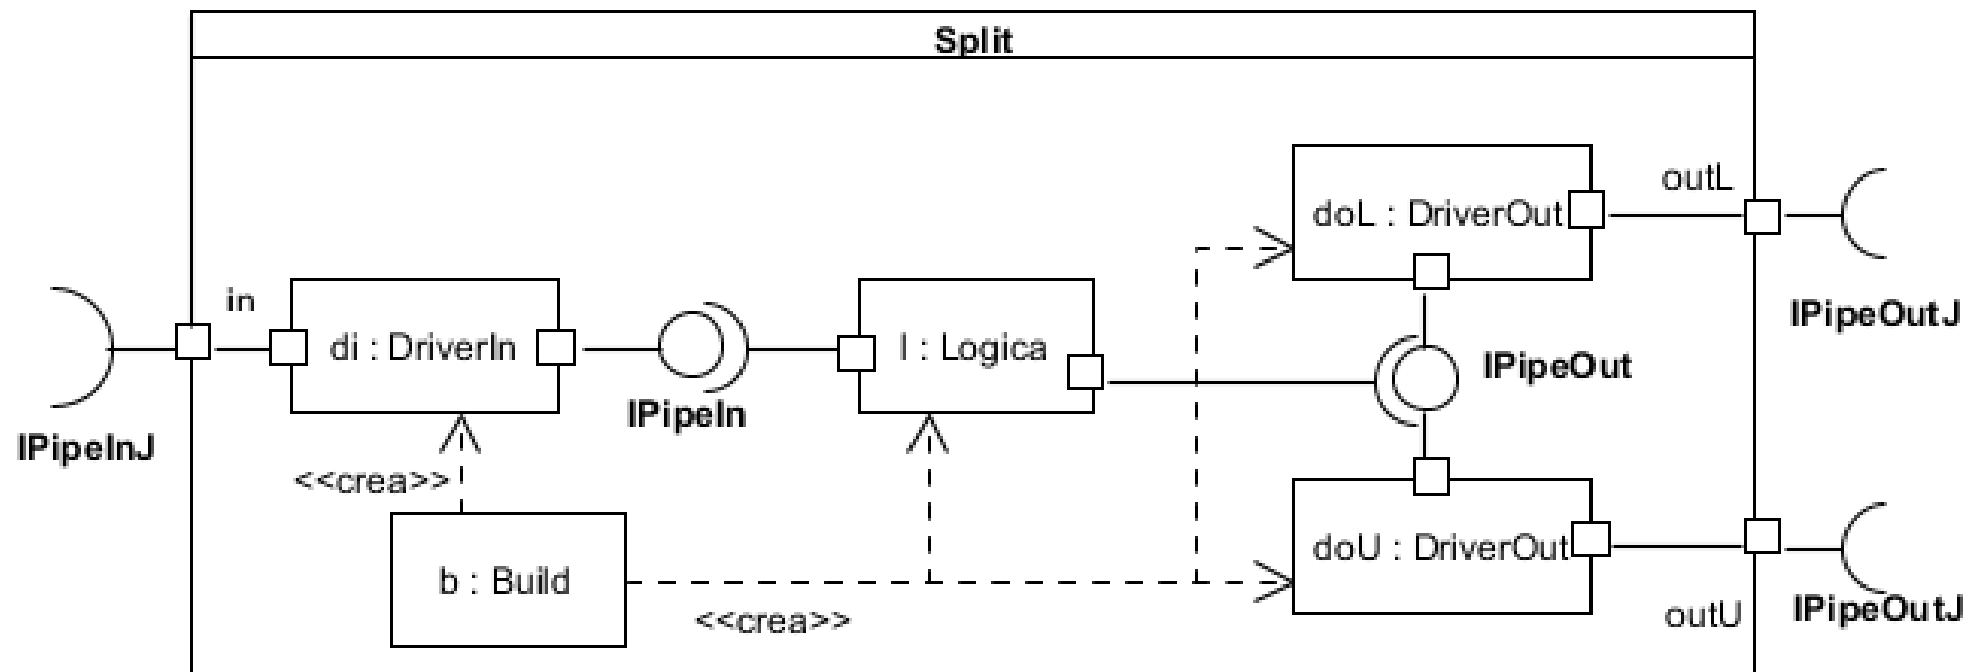 Split
outL
doL : DriverOut
in
IPipeOutJ
di : DriverIn
l : Logica
IPipeOut
IPipeIn
IPipeInJ
<<crea>>
doU : DriverOut
b : Build
IPipeOutJ
outU
<<crea>>